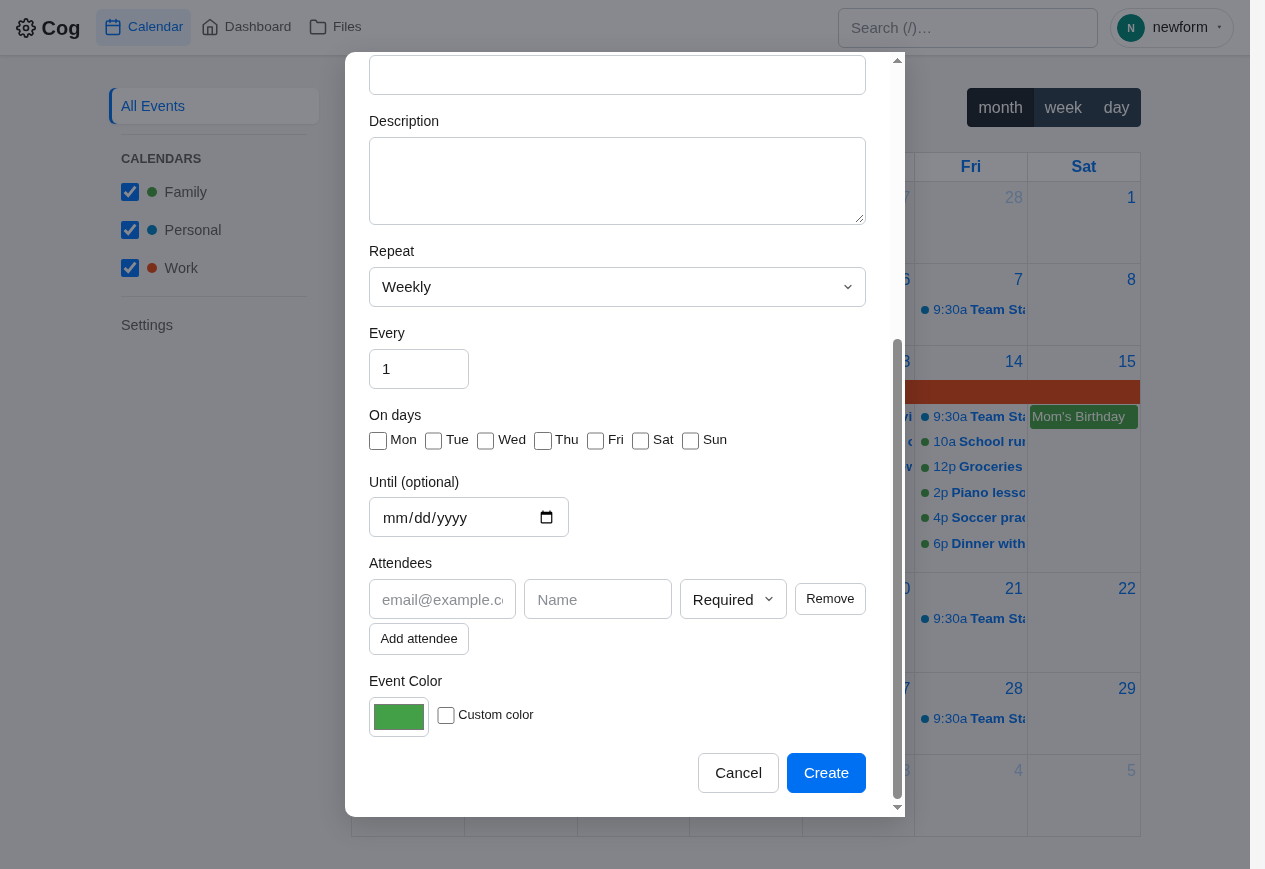 Cog
Calendar
Dashboard
Files
Search (/)…
N
newform
All Events
CALENDARS
Family
Personal
Work
Settings
month
week
day
Description
Repeat
Weekly
Every
1
On days
Mon
Tue
Wed
Thu
Fri
Sat
Sun
Until (optional)
mm/dd/yyyy
Attendees
email@example.c
Name
Required
Remove
Add attendee
Event Color
Custom color
Cancel
Create
Fri
Sat
28
1
7
8
9:30a Team Sta
14
15
9:30a Team Sta
Mom's Birthday
10a School rur
12p Groceries
2p Piano lesso
4p Soccer prac
6p Dinner with
21
22
9:30a Team Sta
28
29
9:30a Team Sta
4
5